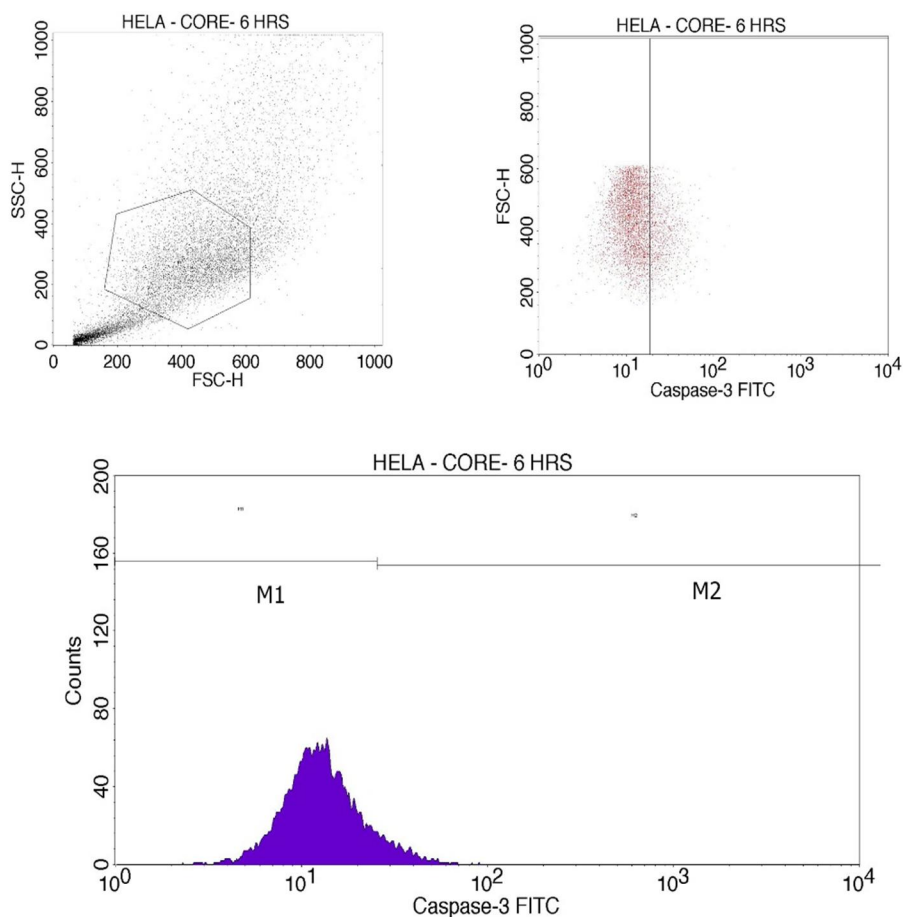 HELA - CORE- 6 HRS
1000
800
600
400
200
0
SSC-H
0 200 400 600 800 1000
FSC-H
HELA - CORE- 6 HRS
1000
800
600
400
200
0
FSC-H
10^0 10^1 10^2 10^3 10^4
Caspase-3 FITC
HELA - CORE- 6 HRS
200
160
120
80
40
0
Counts
M1 M2
10^0 10^1 10^2 10^3 10^4
Caspase-3 FITC